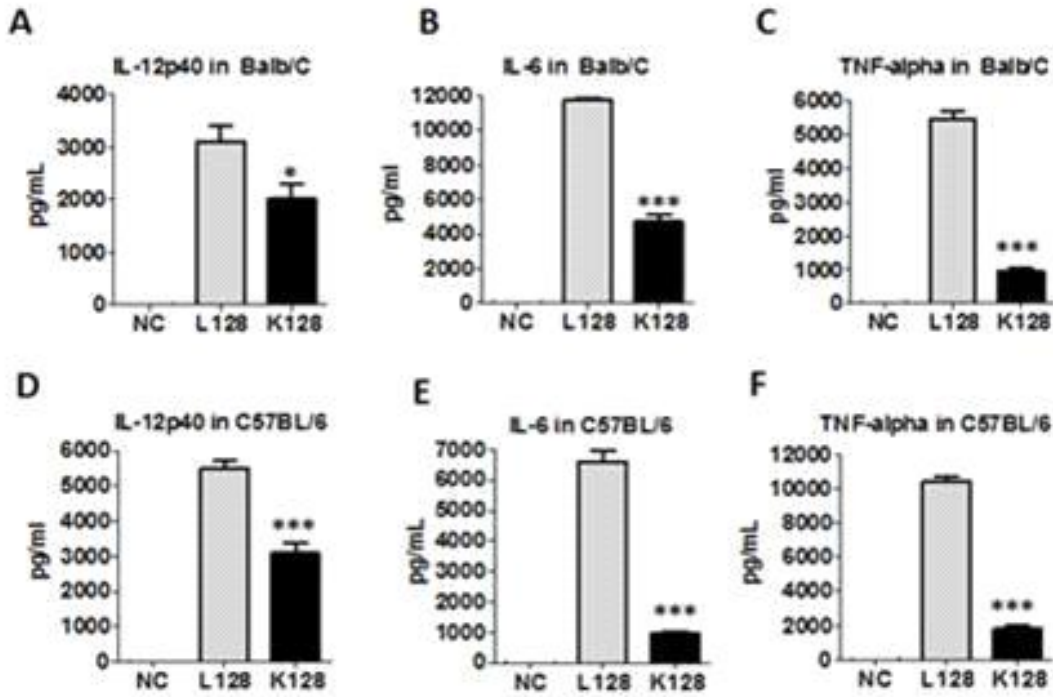 A
IL-12p40 in Balb/C
pg/mL
4000
3000
2000
1000
0
*
NC L128 K128
B
IL-6 in Balb/C
pg/ml
12000
10000
8000
6000
4000
2000
0
***
NC L128 K128
C
TNF-alpha in Balb/C
pg/ml
6000
5000
4000
3000
2000
1000
0
***
NC L128 K128
D
IL-12p40 in C57BL/6
pg/ml
6000
5000
4000
3000
2000
1000
0
***
NC L128 K128
E
IL-6 in C57BL/6
pg/mL
7000
6000
5000
4000
3000
2000
1000
0
***
NC L128 K128
F
TNF-alpha in C57BL/6
pg/mL
12000
10000
8000
6000
4000
2000
0
***
NC L128 K128